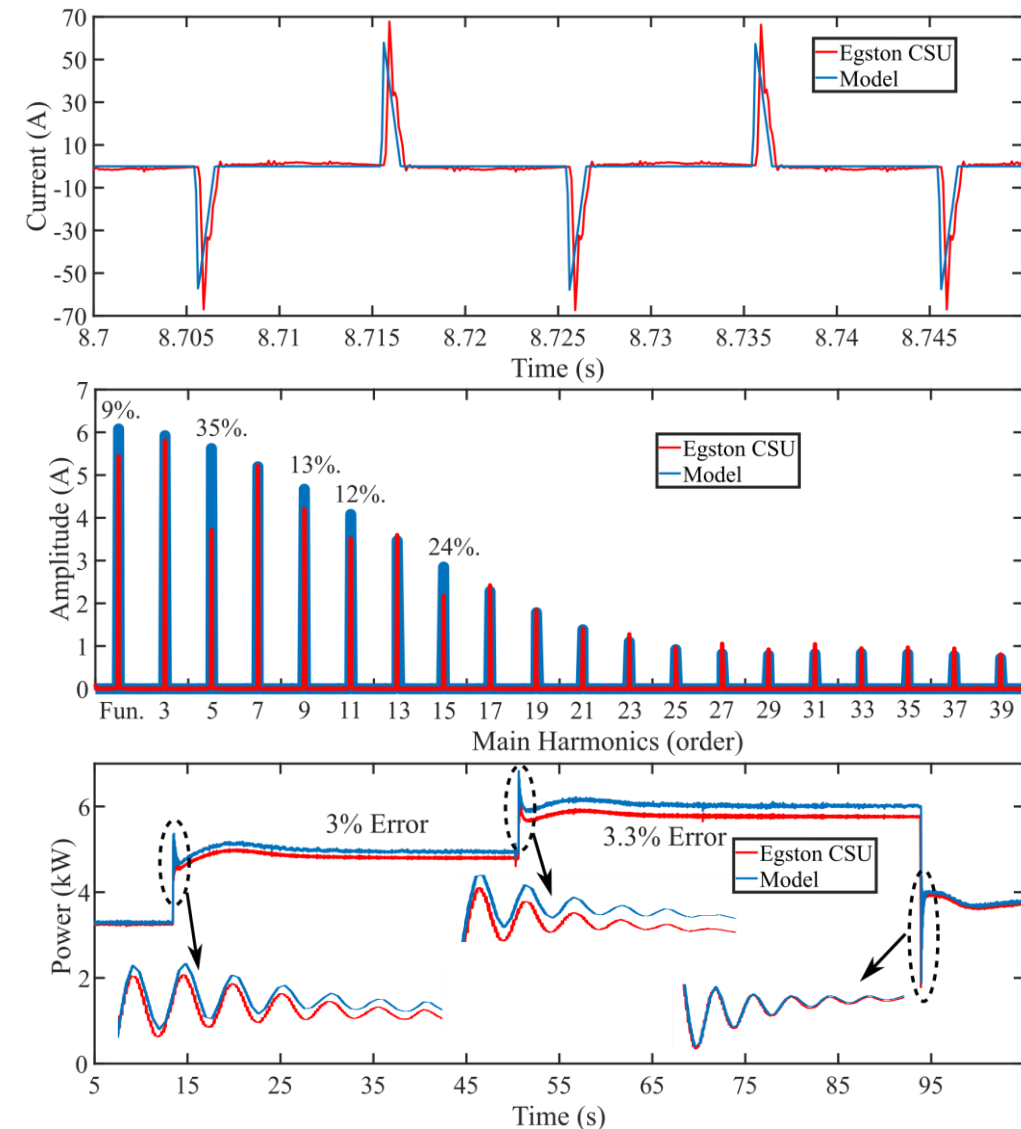 70
50
30
10
-10
-30
-50
-70
Current (A)
Egston CSU
Model
8.7 8.705 8.71 8.715 8.72 8.725 8.73 8.735 8.74 8.745
Time (s)
7
6
5
4
3
2
1
0
Amplitude (A)
9%.
35%.
13%.
12%.
24%.
Egston CSU
Model
Fun. 3 5 7 9 11 13 15 17 19 21 23 25 27 29 31 33 35 37 39
Main Harmonics (order)
6
4
2
0
Power (kW)
3% Error
3.3% Error
Egston CSU
Model
5 15 25 35 45 55 65 75 85 95
Time (s)